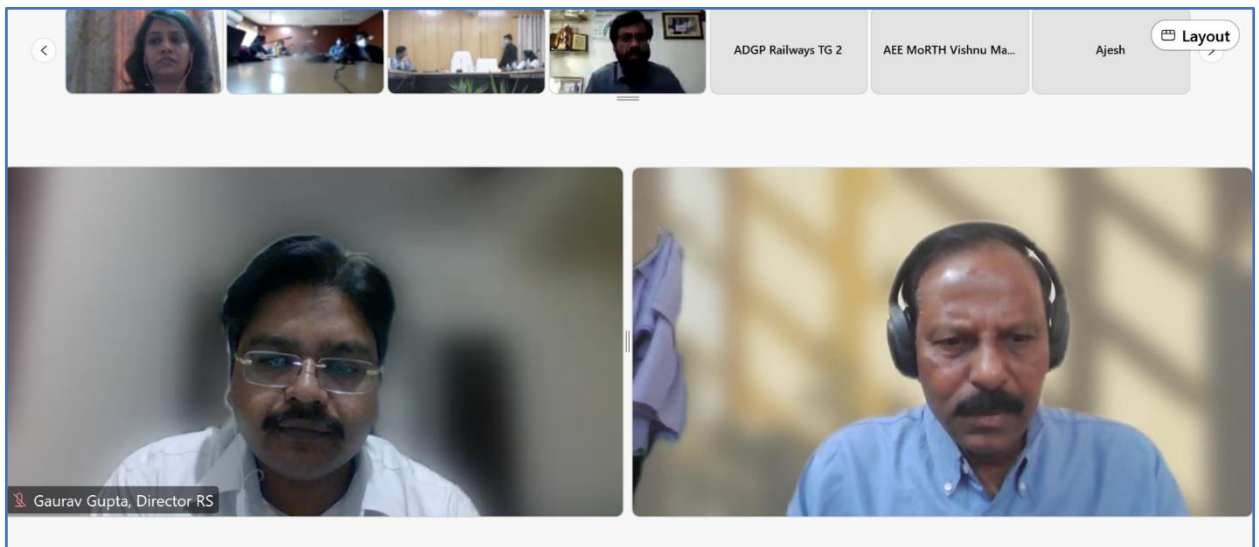 ADGP Railways TG 2
AEE MoRTH Vishnu Ma...
Ajesh
Layout
Gaurav Gupta, Director RS